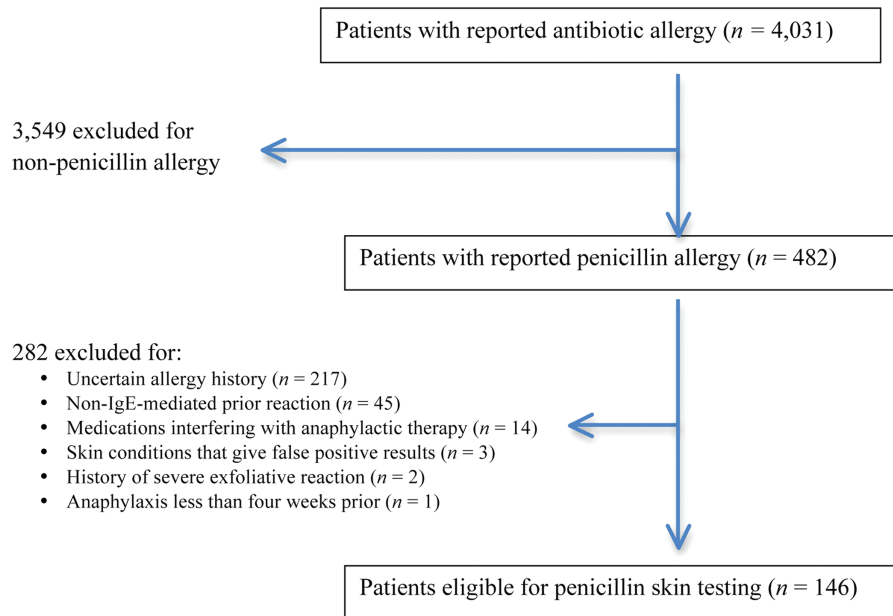 Patients with reported antibiotic allergy (n = 4,031)
3,549 excluded for
non-penicillin allergy
Patients with reported penicillin allergy (n = 482)
282 excluded for:
• Uncertain allergy history (n = 217)
• Non-IgE-mediated prior reaction (n = 45)
• Medications interfering with anaphylactic therapy (n = 14)
• Skin conditions that give false positive results (n = 3)
• History of severe exfoliative reaction (n = 2)
• Anaphylaxis less than four weeks prior (n = 1)
Patients eligible for penicillin skin testing (n = 146)